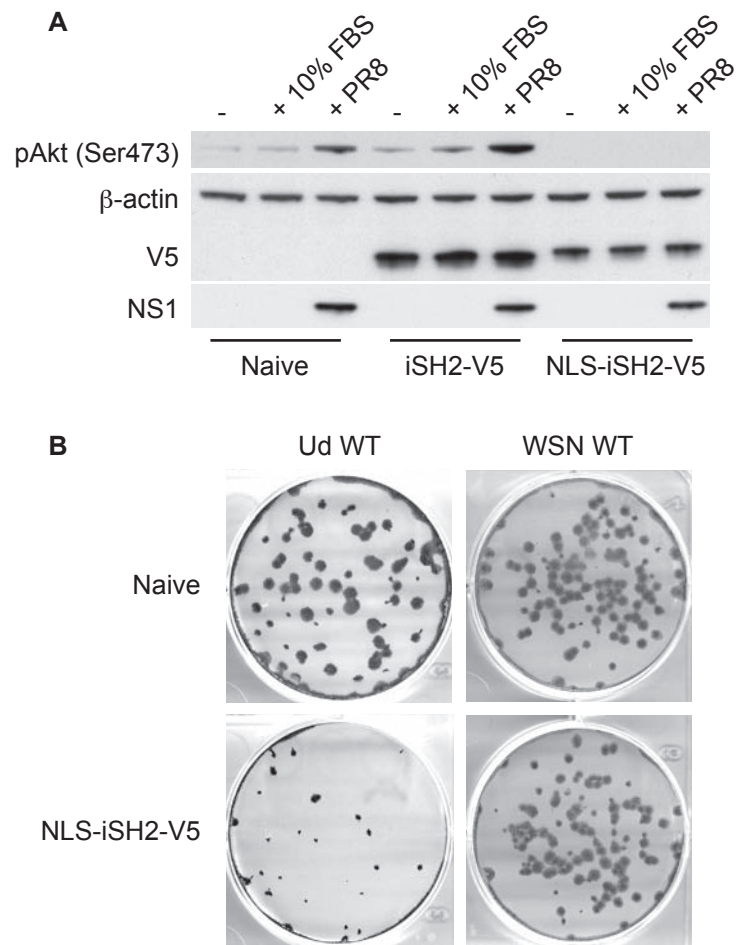 A
- + 10% FBS + PR8 - + 10% FBS + PR8 - + 10% FBS + PR8
pAkt (Ser473)
β-actin
V5
NS1
Naive iSH2-V5 NLS-iSH2-V5
B
Ud WT WSN WT
Naive
NLS-iSH2-V5